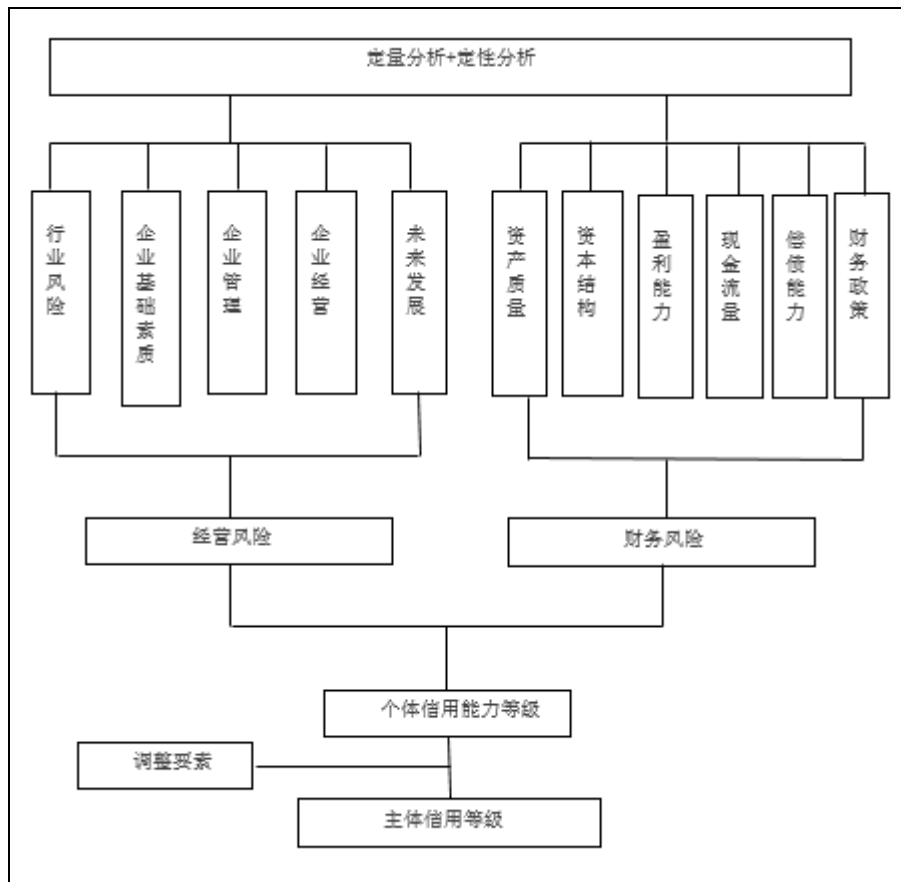 定量分析+定性分析
行业风险
企业基础素质
企业管理
企业经营
未来发展
资产质量
资本结构
盈利能力
现金流量
偿债能力
财务政策
经营风险
财务风险
个体信用能力等级
调整要素
主体信用等级